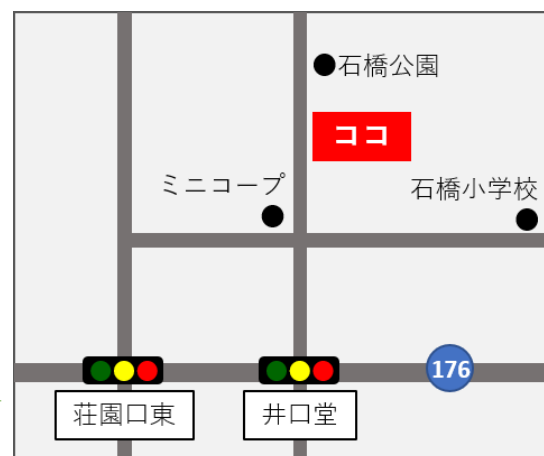 石橋公園
ココ
ミニコープ
石橋小学校
176
荘園口東
井口堂